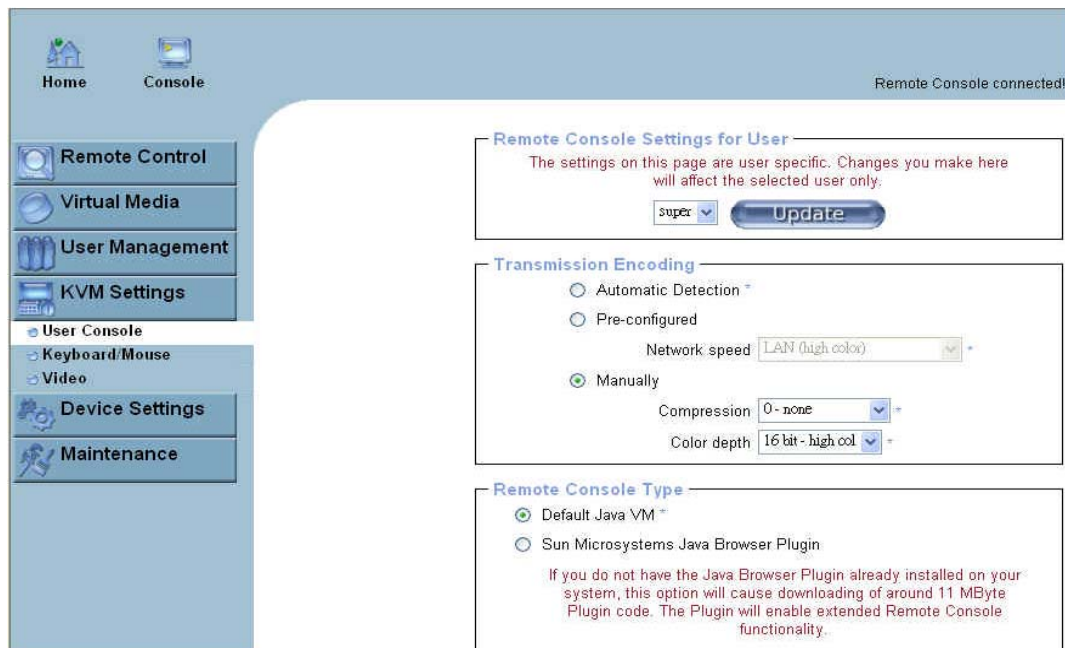 Home
Console
Remote Console connected!
Remote Control
Virtual Media
User Management
KVM Settings
User Console
Keyboard/Mouse
Video
Device Settings
Maintenance
Remote Console Settings for User
The settings on this page are user specific. Changes you make here
will affect the selected user only.
super
Update
Transmission Encoding
Automatic Detection *
Pre-configured
Network speed LAN (high color) *
Manually
Compression 0 - none *
Color depth 16 bit - high col *
Remote Console Type
Default Java VM *
Sun Microsystems Java Browser Plugin
If you do not have the Java Browser Plugin already installed on your
system, this option will cause downloading of around 11 MByte
Plugin code. The Plugin will enable extended Remote Console
functionality.